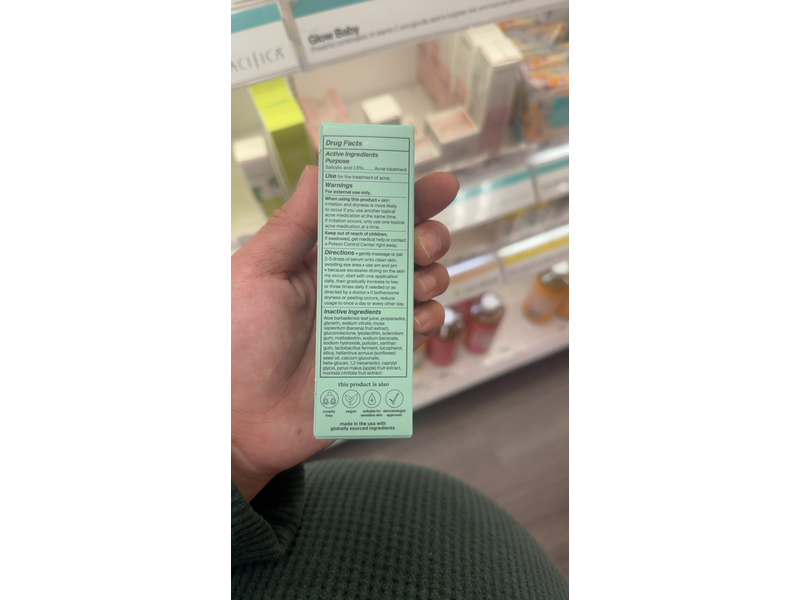 ACIFICA
Glow Baby
Drug Facts
Active Ingredients
Purpose
Salicylic acid 1.5%........Acne treatment
Use for the treatment of acne.
Warnings
For external use only.
When using this product • skin
irritation and dryness is more likely
to occur if you use another topical
acne medication at the same time.
If irritation occurs, only use one topical
acne medication at a time.
Keep out of reach of children.
If swallowed, get medical help or contact
a Poison Control Center right away.
Directions • gently massage or pat
2-3 drops of serum onto clean skin,
avoiding eye area • use am and pm
• because excessive drying on the skin
my occur, start with one application
daily, then gradually increase to two
or three times daily if needed or as
directed by a doctor • if bothersome
dryness or peeling occurs, reduce
usage to once a day or every other day.
Inactive Ingredients
Aloe barbadensis leaf juice, propanediol,
glycerin, sodium citrate, musa
sapientum (banana) fruit extract,
gluconolactone, lysolecithin, sclerotium
gum, maltodextrin, sodium benzoate,
sodium hydroxide, pullulan, xanthan
gum, lactobacillus ferment, tocopherol,
silica, helianthus annuus (sunflower)
seed oil, calcium gluconate,
beta-glucan, 1,2-hexanediol, caprylyl
glycol, pyrus malus (apple) fruit extract,
morinda citrifolia fruit extract.
this product is also
cruelty
free
vegan
suitable for
sensitive skin
dermatologist
approved
made in the usa with
globally sourced ingredients